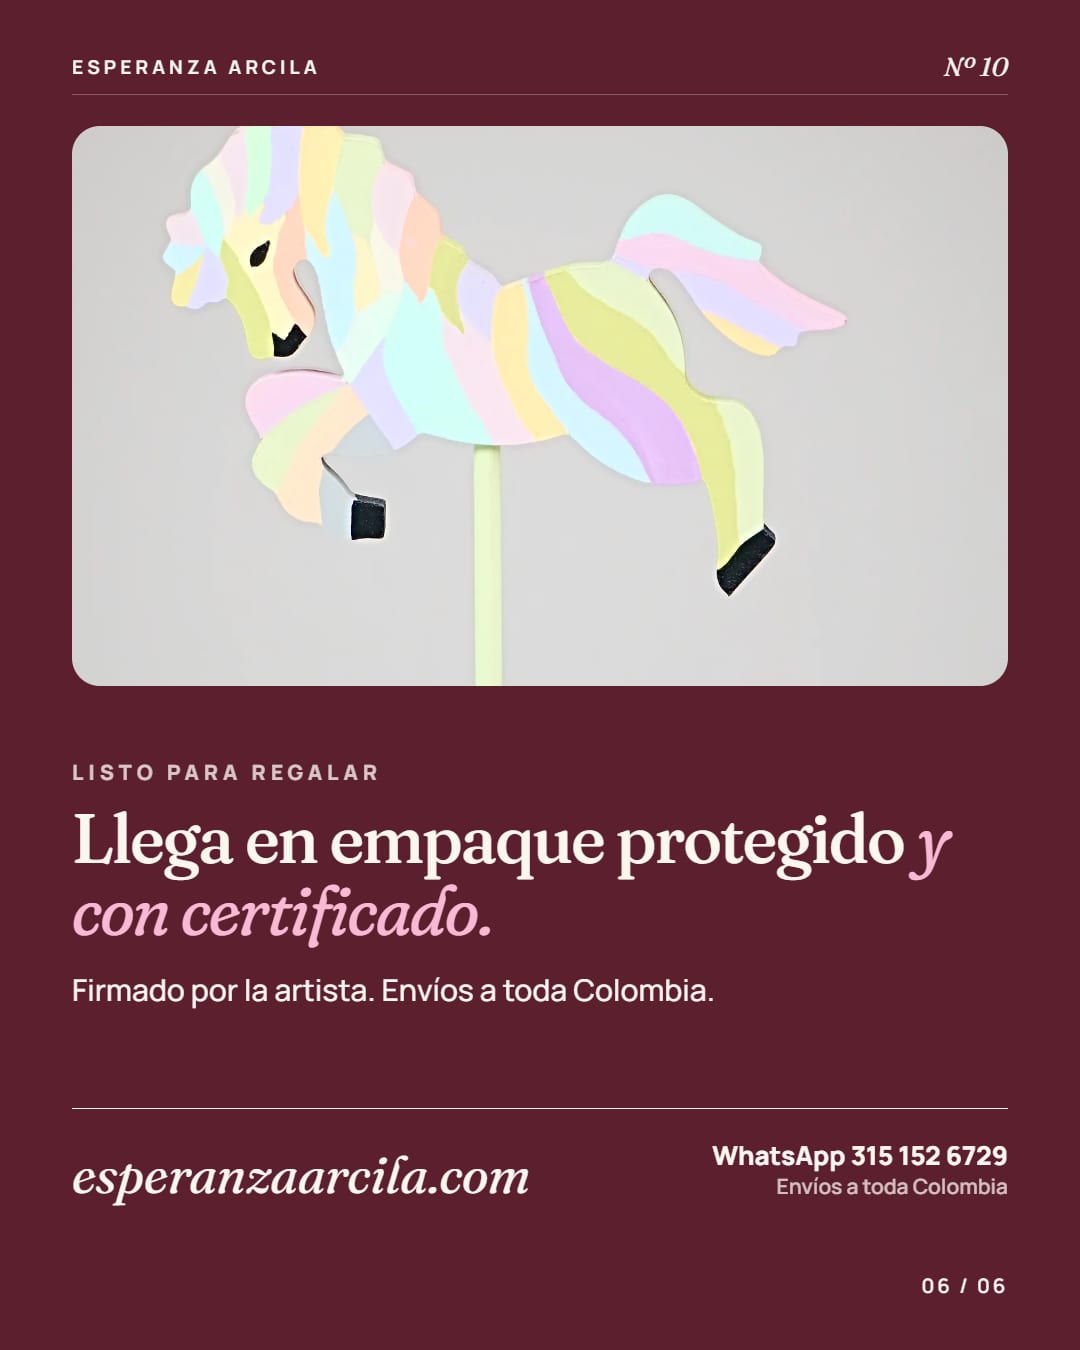 ESPERANZA ARCILA
Nº 10
LISTO PARA REGALAR
Llega en empaque protegido y
con certificado.
Firmado por la artista. Envíos a toda Colombia.
esperanzaarcila.com
WhatsApp 315 152 6729
Envíos a toda Colombia
06 / 06